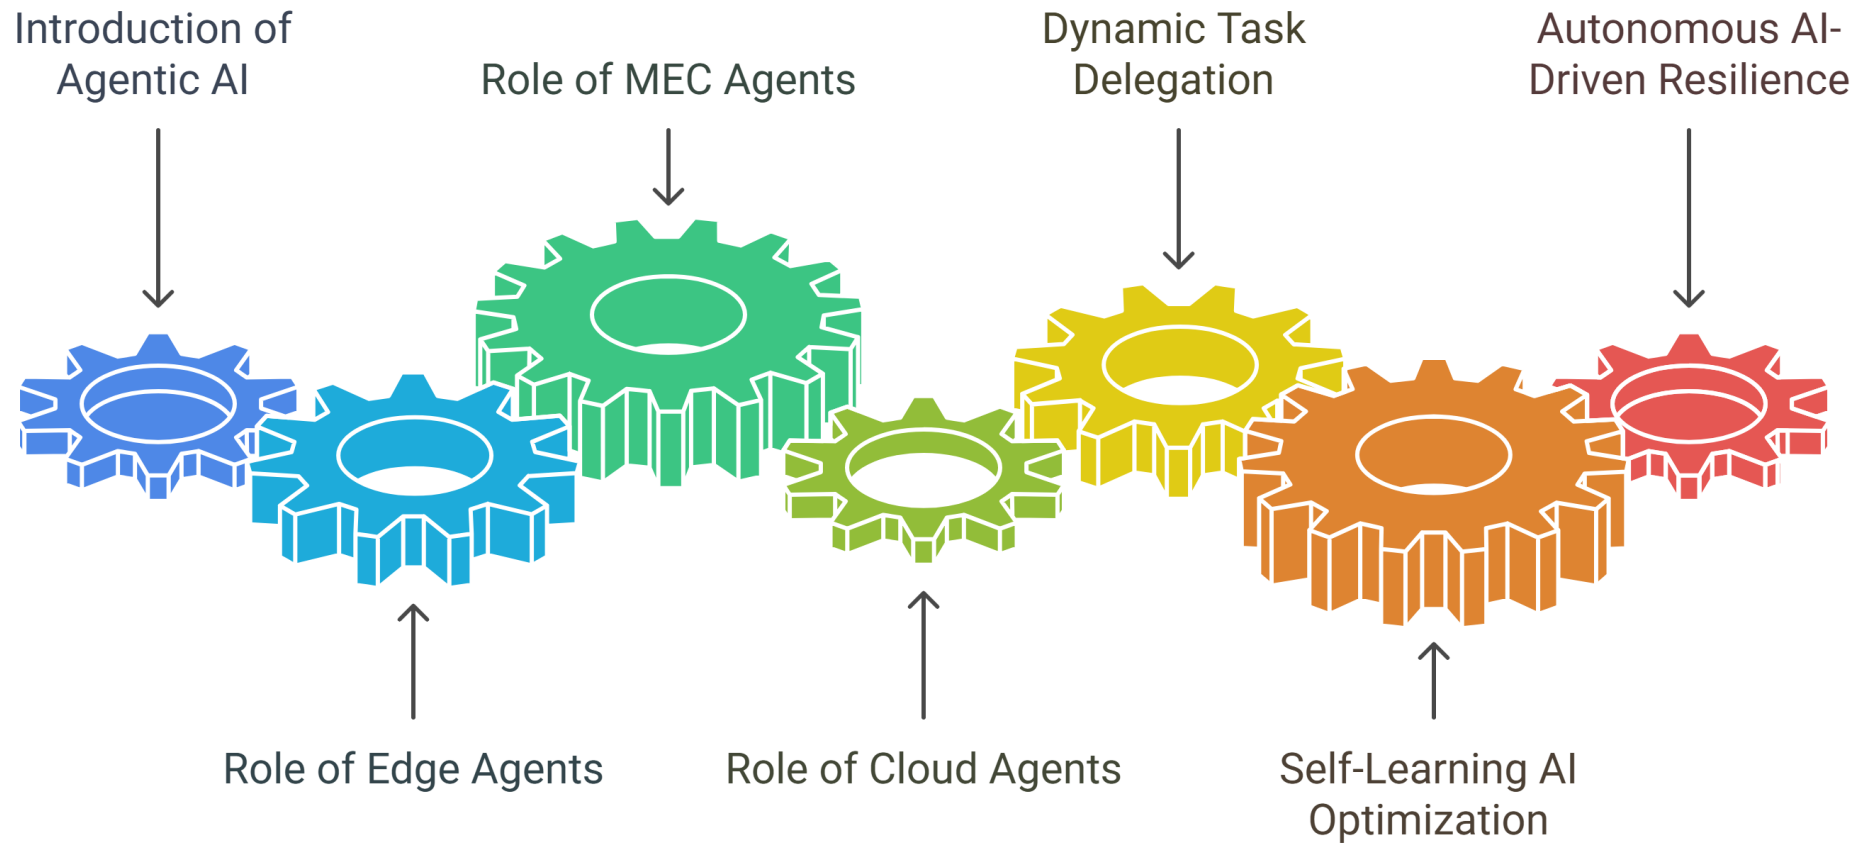 Introduction of
Agentic AI
Role of MEC Agents
Dynamic Task
Delegation
Autonomous AI-
Driven Resilience
Role of Edge Agents
Role of Cloud Agents
Self-Learning AI
Optimization